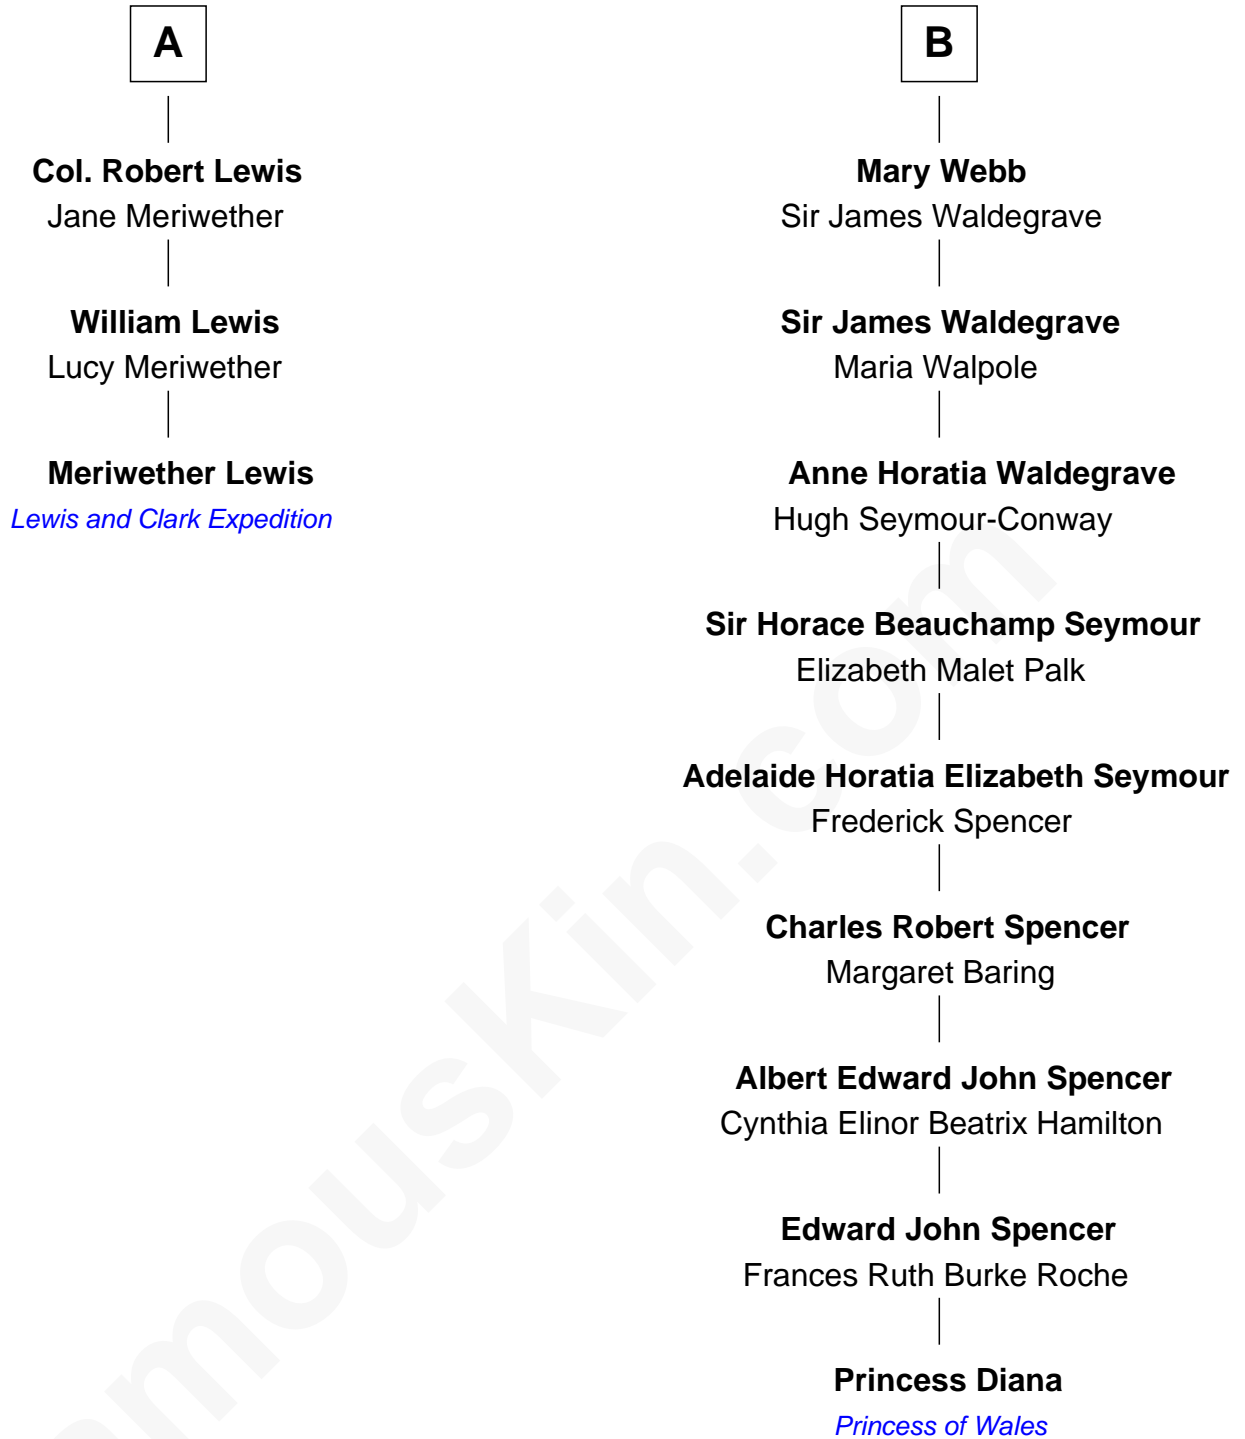 A
Col. Robert Lewis
Jane Meriwether
William Lewis
Lucy Meriwether
Meriwether Lewis
Lewis and Clark Expedition
B
Mary Webb
Sir James Waldegrave
Sir James Waldegrave
Maria Walpole
Anne Horatia Waldegrave
Hugh Seymour-Conway
Sir Horace Beauchamp Seymour
Elizabeth Malet Palk
Adelaide Horatia Elizabeth Seymour
Frederick Spencer
Charles Robert Spencer
Margaret Baring
Albert Edward John Spencer
Cynthia Elinor Beatrix Hamilton
Edward John Spencer
Frances Ruth Burke Roche
Princess Diana
Princess of Wales
amousKin.com